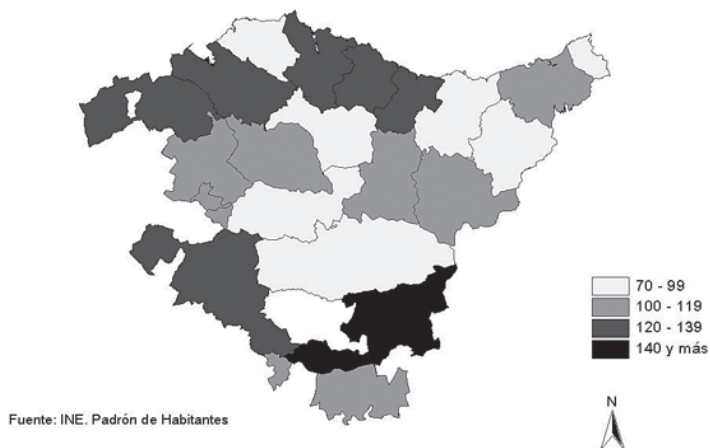 70 - 99
100 - 119
120 - 139
140 y más
Fuente: INE. Padrón de Habitantes
N